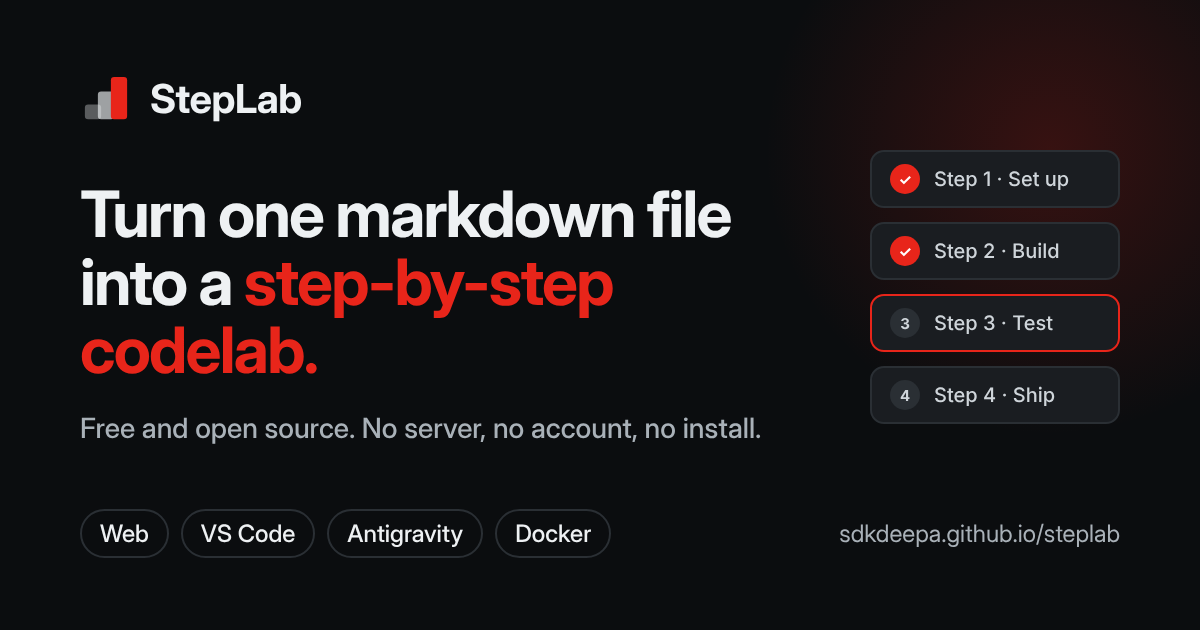 StepLab
Turn one markdown file
into a step-by-step
codelab.
Free and open source. No server, no account, no install.
Step 1 · Set up
Step 2 · Build
3 Step 3 · Test
4 Step 4 · Ship
Web VS Code Antigravity Docker
sdkdeepa.github.io/steplab